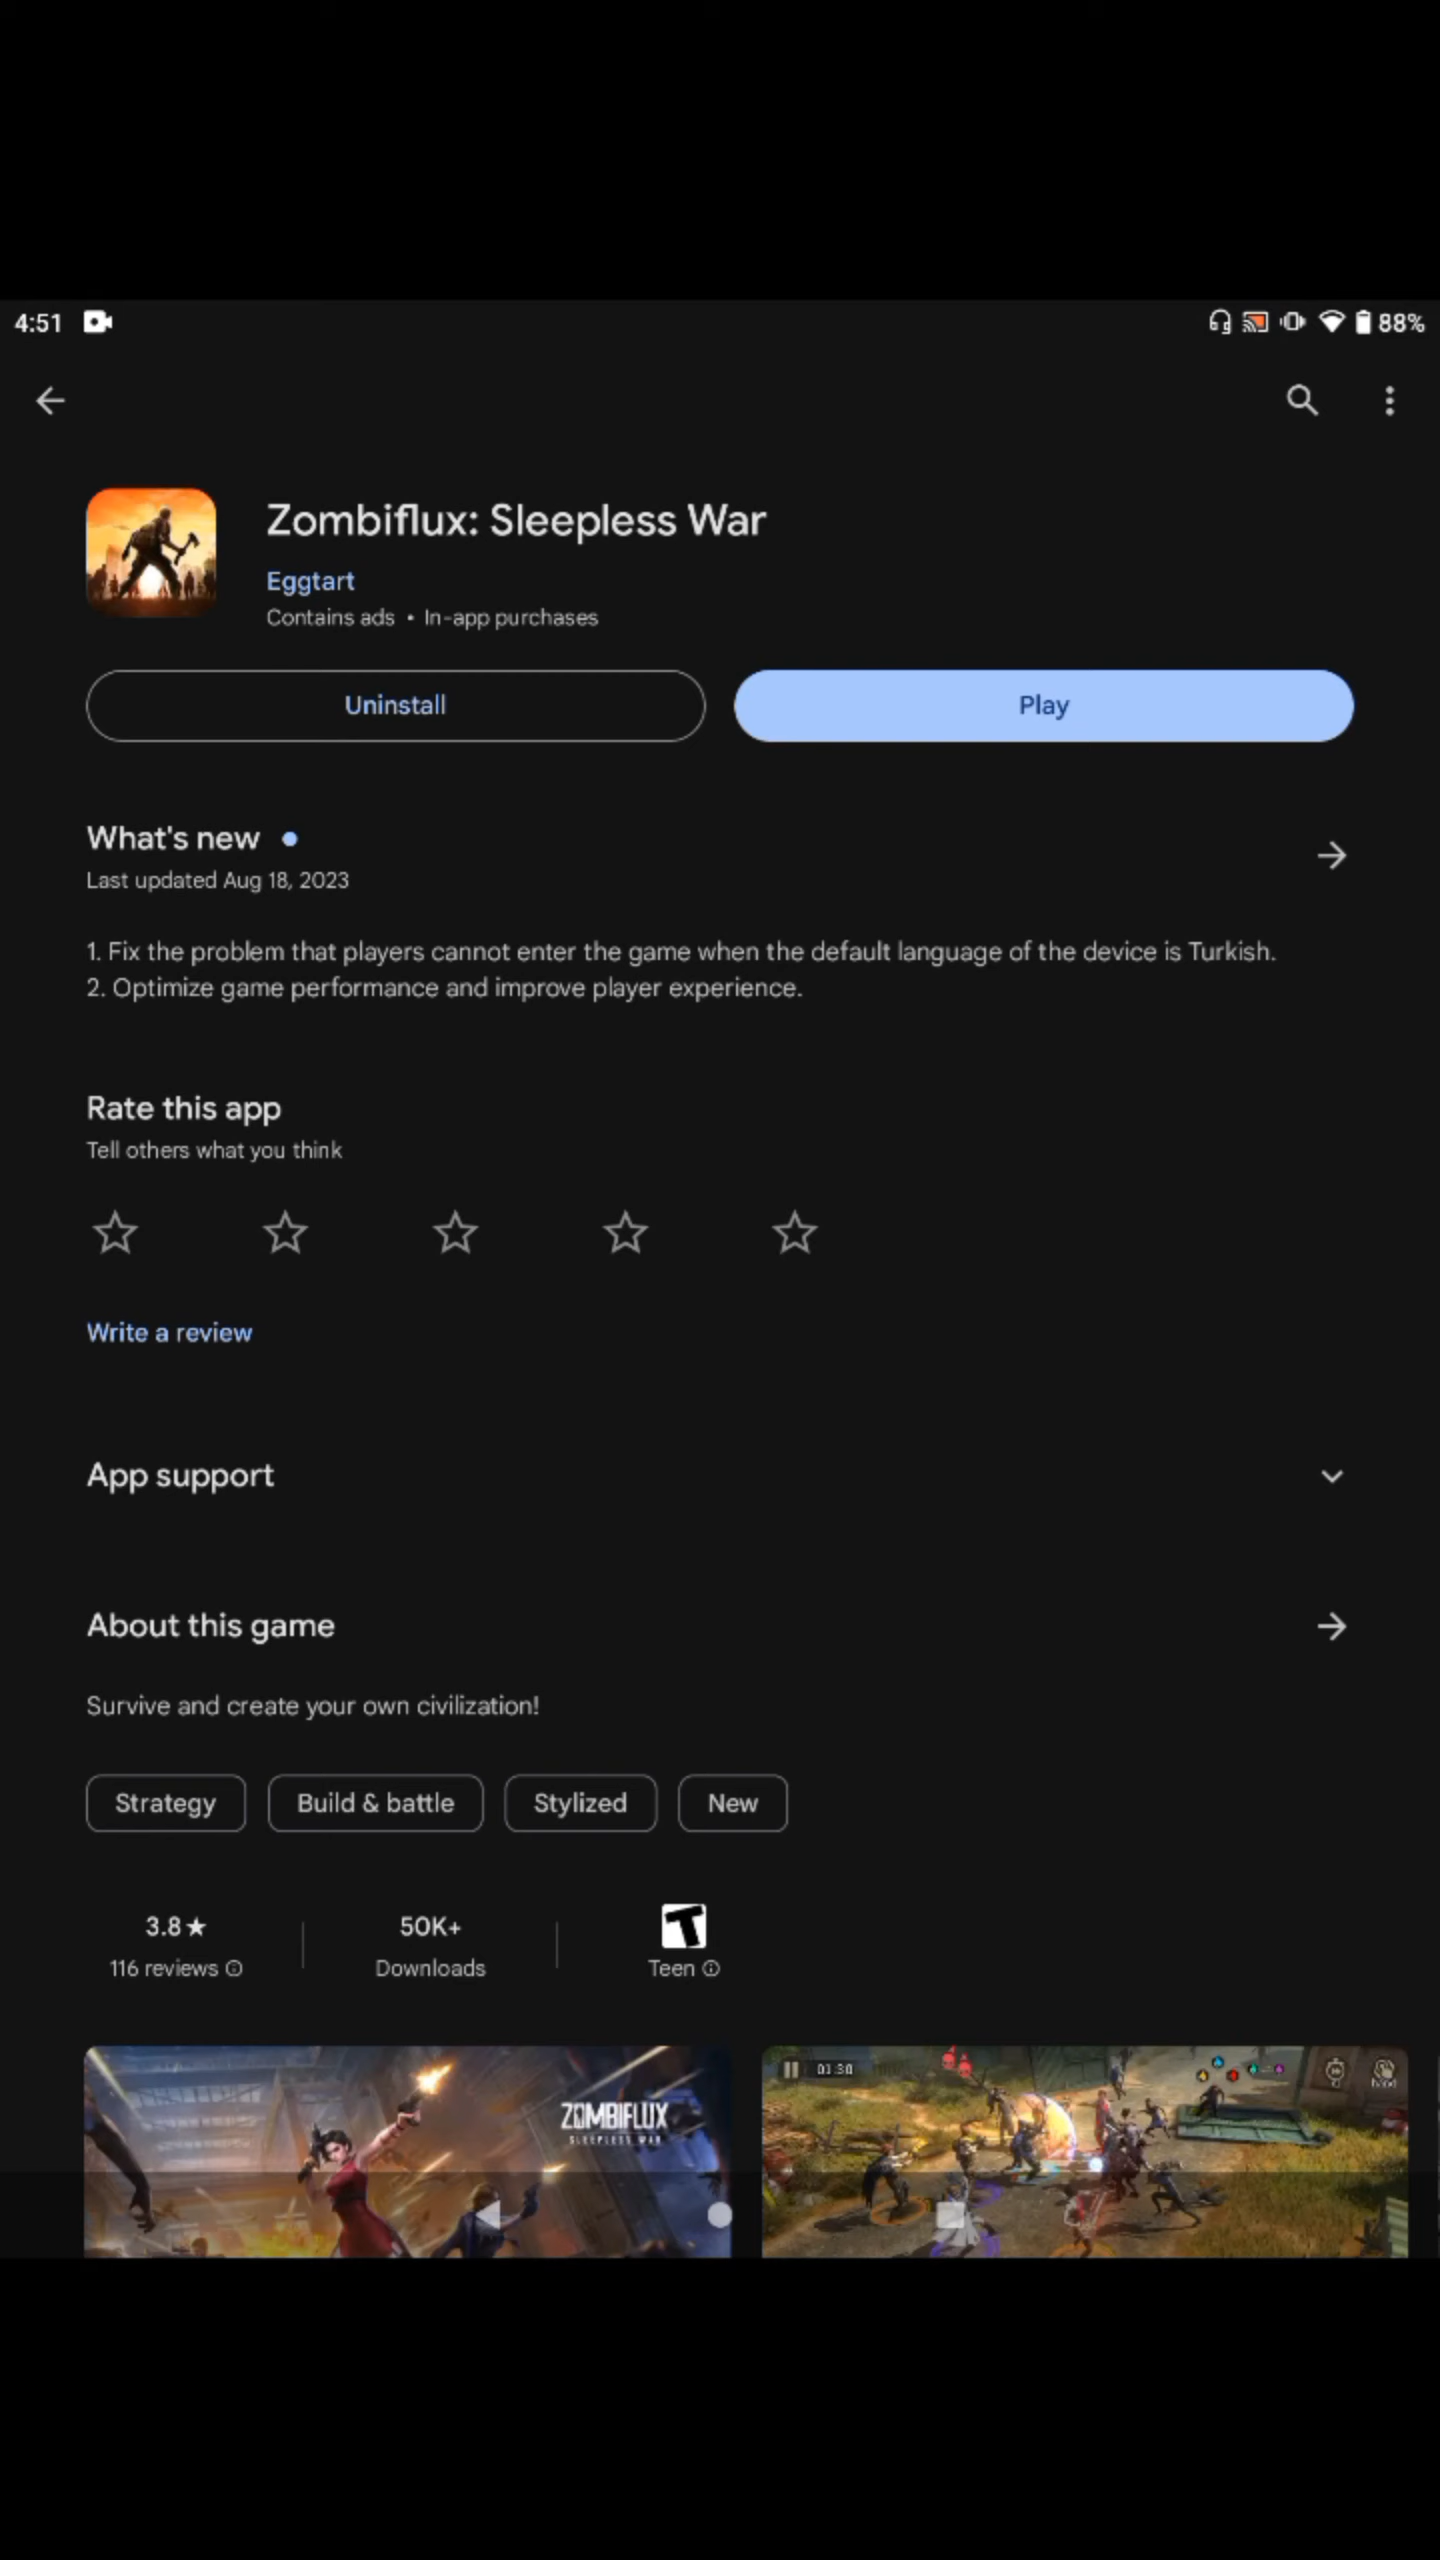 4:51
88%
Zombiflux: Sleepless War
Eggtart
Contains ads • In-app purchases
Uninstall
Play
What's new
Last updated Aug 18, 2023
1. Fix the problem that players cannot enter the game when the default language of the device is Turkish.
2. Optimize game performance and improve player experience.
Rate this app
Tell others what you think
Write a review
App support
About this game
Survive and create your own civilization!
Strategy
Build & battle
Stylized
New
3.8★
50K+
T
116 reviews
Downloads
Teen
ZOMBIFLUX
SLEEPLESS WAR
01:30